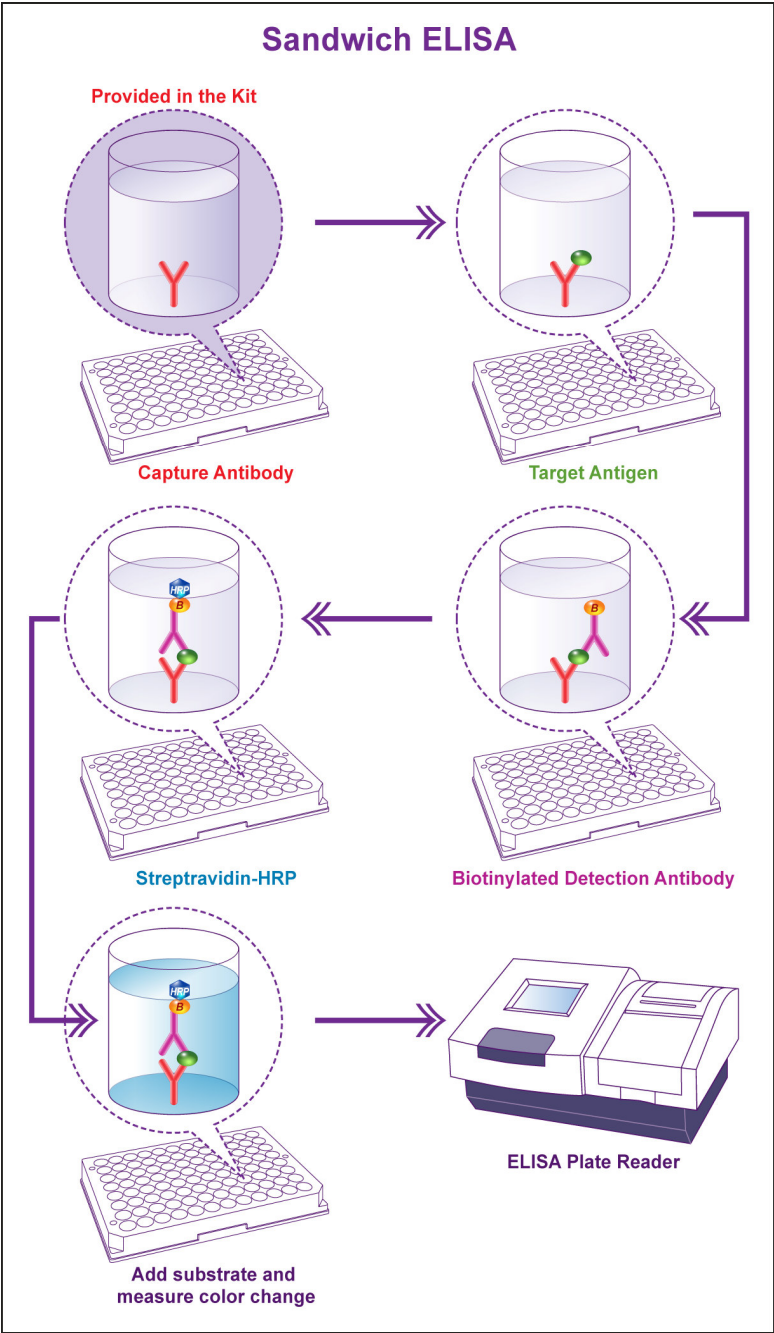 Sandwich ELISA
Provided in the Kit
Capture Antibody
Target Antigen
B
HRP
B
Biotinylated Detection Antibody
Streptravidin-HRP
HRP
B
Add substrate and
measure color change
ELISA Plate Reader